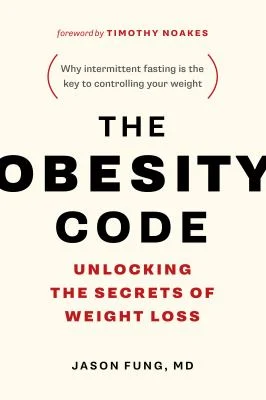 foreword by TIMOTHY NOAKES
(Why intermittent fasting is the
key to controlling your weight)
THE
OBESITY
CODE
UNLOCKING
THE SECRETS OF
WEIGHT LOSS
JASON FUNG, MD